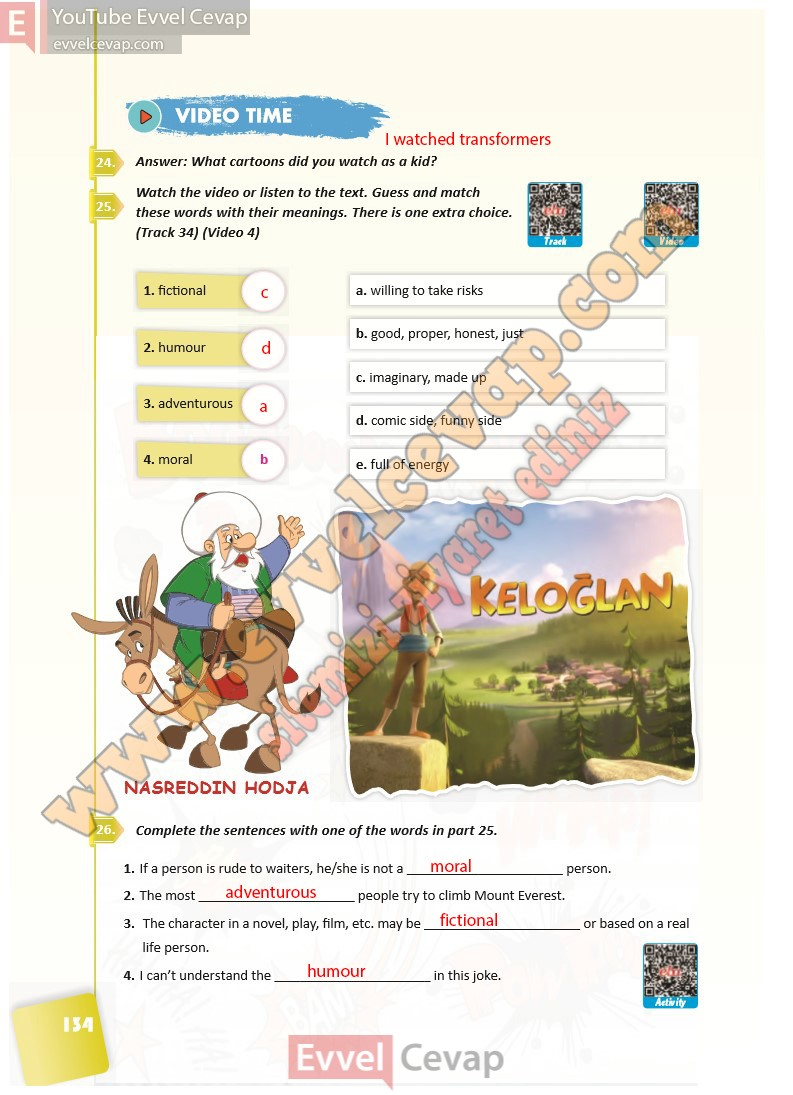 E YouTube Evvel Cevap
evvelcevap.com
VIDEO TIME
I watched transformers
24. Answer: What cartoons did you watch as a kid?
25. Watch the video or listen to the text. Guess and match
these words with their meanings. There is one extra choice.
(Track 34) (Video 4)
Track
Video
1. fictional c
a. willing to take risks
2. humour d
b. good, proper, honest, just
3. adventurous a
c. imaginary, made up
4. moral b
d. comic side, funny side
e. full of energy
www.evvelcevap.com
sitemizi ziyaret ediniz
KELOĞLAN
NASREDDIN HODJA
26. Complete the sentences with one of the words in part 25.
1. If a person is rude to waiters, he/she is not a moral person.
2. The most adventurous people try to climb Mount Everest.
3. The character in a novel, play, film, etc. may be fictional or based on a real
life person.
4. I can't understand the humour in this joke.
Activity
134
Evvel Cevap